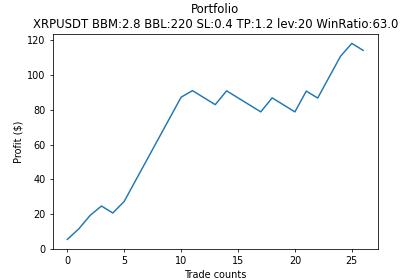 Portfolio
XRPUSDT BBM:2.8 BBL:220 SL:0.4 TP:1.2 lev:20 WinRatio:63.0
120
100
80
60
40
20
0
Profit ($)
0 5 10 15 20 25
Trade counts